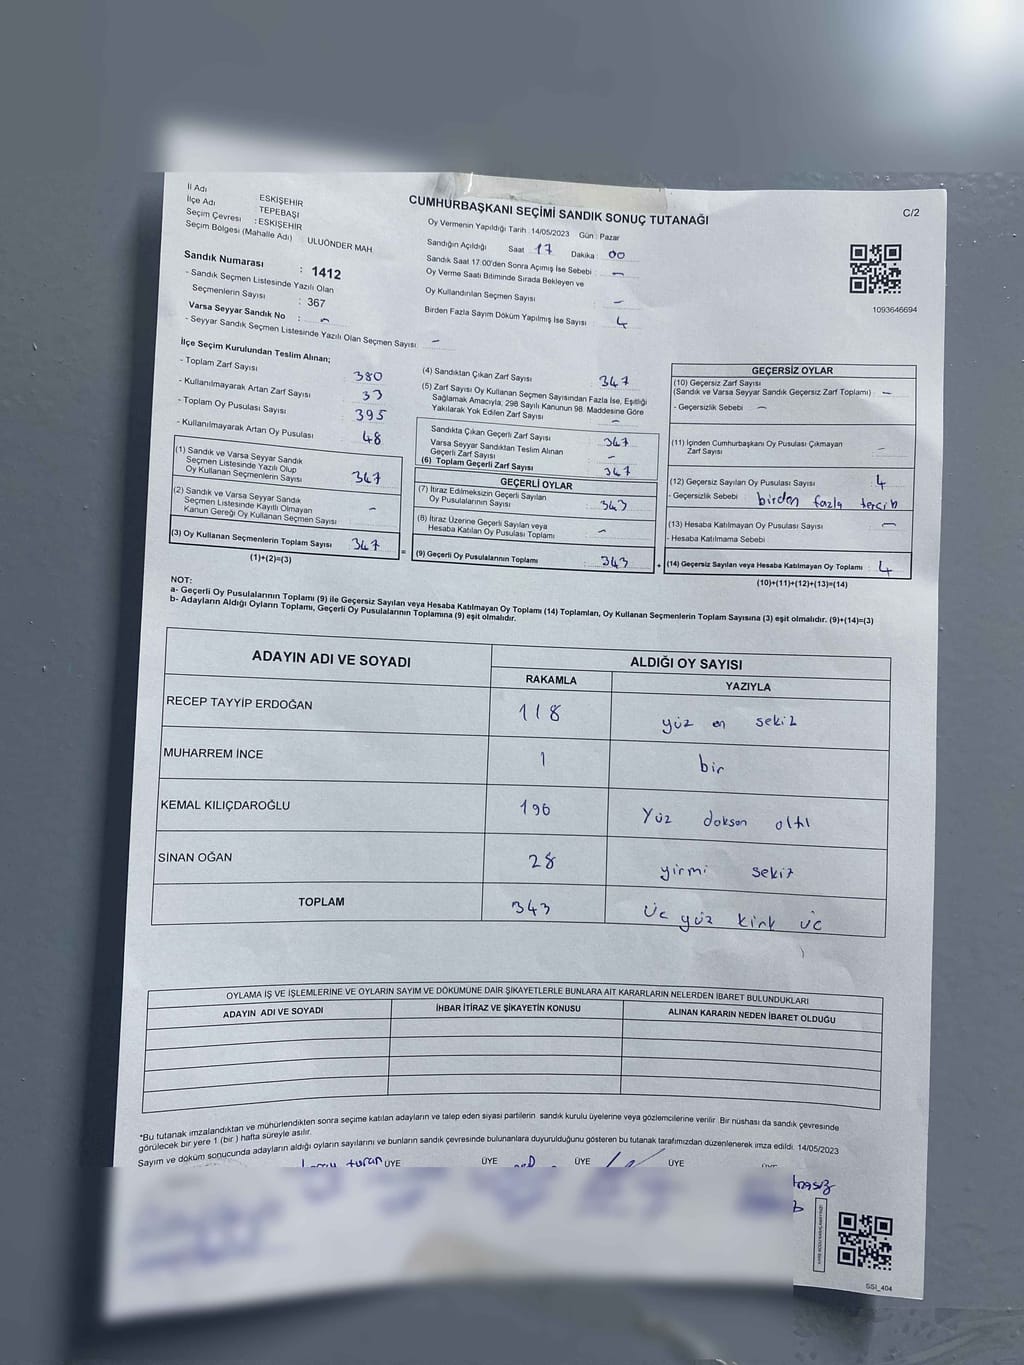 İl Adı ESKİŞEHİR
İlçe Adı TEPEBAŞI
Seçim Çevresi : ESKİŞEHİR
Seçim Bölgesi (Mahalle Adı) ULUÖNDER MAH
Sandık Numarası : 1412
- Sandık Seçmen Listesinde Yazılı Olan
Seçmenlerin Sayısı : 367
Varsa Seyyar Sandık No : -
- Seyyar Sandık Seçmen Listesinde Yazılı Olan Seçmen Sayısı -
CUMHURBAŞKANI SEÇİMİ SANDIK SONUÇ TUTANAĞI
C/2
Oy Vermenin Yapıldığı Tarih : 14/05/2023 Gün : Pazar
Sandığın Açıldığı Saat 17 Dakika : 00
Sandık Saat 17:00'den Sonra Açımış İse Sebebi : -
Oy Verme Saati Bitiminde Sırada Bekleyen ve
Oy Kullandırılan Seçmen Sayısı -
Birden Fazla Sayım Döküm Yapılmış İse Sayısı 4
1093646694
İlçe Seçim Kurulundan Teslim Alınan;
- Toplam Zarf Sayısı 380
- Kullanılmayarak Artan Zarf Sayısı 33
- Toplam Oy Pusulası Sayısı 395
- Kullanılmayarak Artan Oy Pusulası 48
(1) Sandık ve Varsa Seyyar Sandık
Seçmen Listesinde Yazılı Olup
Oy Kullanan Seçmenlerin Sayısı 347
(2) Sandık ve Varsa Seyyar Sandık
Seçmen Listesinde Kayıtlı Olmayan
Kanun Gereği Oy Kullanan Seçmen Sayısı -
(3) Oy Kullanan Seçmenlerin Toplam Sayısı 347
(1)+(2)=(3)
(4) Sandıktan Çıkan Zarf Sayısı 347
(5) Zarf Sayısı Oy Kullanan Seçmen Sayısından Fazla İse, Eşitliği
Sağlamak Amacıyla; 298 Sayılı Kanunun 98. Maddesine Göre
Yakılarak Yok Edilen Zarf Sayısı -
Sandıkta Çıkan Geçerli Zarf Sayısı 347
Varsa Seyyar Sandıktan Teslim Alınan
Geçerli Zarf Sayısı -
(6) Toplam Geçerli Zarf Sayısı 347
GEÇERLİ OYLAR
(7) İtiraz Edilmeksizin Geçerli Sayılan
Oy Pusulalarının Sayısı 343
(8) İtiraz Üzerine Geçerli Sayılan veya
Hesaba Katılan Oy Pusulası Toplamı -
= (9) Geçerli Oy Pusulalarının Toplamı : 343 +
GEÇERSİZ OYLAR
(10) Geçersiz Zarf Sayısı
(Sandık ve Varsa Seyyar Sandık Geçersiz Zarf Toplamı) -
- Geçersizlik Sebebi -
(11) İçinden Cumhurbaşkanı Oy Pusulası Çıkmayan
Zarf Sayısı -
(12) Geçersiz Sayılan Oy Pusulası Sayısı 4
- Geçersizlik Sebebi birden fazla tercih
(13) Hesaba Katılmayan Oy Pusulası Sayısı -
- Hesaba Katılmama Sebebi
(14) Geçersiz Sayılan veya Hesaba Katılmayan Oy Toplamı : 4
(10)+(11)+(12)+(13)=(14)
NOT:
a- Geçerli Oy Pusulalarının Toplamı (9) ile Geçersiz Sayılan veya Hesaba Katılmayan Oy Toplamı (14) Toplamları, Oy Kullanan Seçmenlerin Toplam Sayısına (3) eşit olmalıdır. (9)+(14)=(3)
b- Adayların Aldığı Oyların Toplamı, Geçerli Oy Pusulalarının Toplamına (9) eşit olmalıdır.
ADAYIN ADI VE SOYADI ALDIĞI OY SAYISI
RAKAMLA YAZIYLA
RECEP TAYYİP ERDOĞAN 118 yüz on sekiz
MUHARREM İNCE 1 bir
KEMAL KILIÇDAROĞLU 196 Yüz doksan altı
SİNAN OĞAN 28 yirmi sekiz
TOPLAM 343 Üç yüz kırk üç
OYLAMA İŞ VE İŞLEMLERİNE VE OYLARIN SAYIM VE DÖKÜMÜNE DAİR ŞİKAYETLERLE BUNLARA AİT KARARLARIN NELERDEN İBARET BULUNDUKLARI
ADAYIN ADI VE SOYADI İHBAR İTİRAZ VE ŞİKAYETİN KONUSU ALINAN KARARIN NEDEN İBARET OLDUĞU
*Bu tutanak imzalandıktan ve mühürlendikten sonra seçime katılan adayların ve talep eden siyasi partilerin sandık kurulu üyelerine veya gözlemcilerine verilir. Bir nüshası da sandık çevresinde
görülecek bir yere 1 (bir) hafta süreyle asılır.
Sayım ve döküm sonucunda adayların aldığı oyların sayılarını ve bunların sandık çevresinde bulunanlara duyurulduğunu gösteren bu tutanak tarafımızdan düzenlenerek imza edildi. 14/05/2023
turan ÜYE ÜYE ÜYE ÜYE
SSİ_404